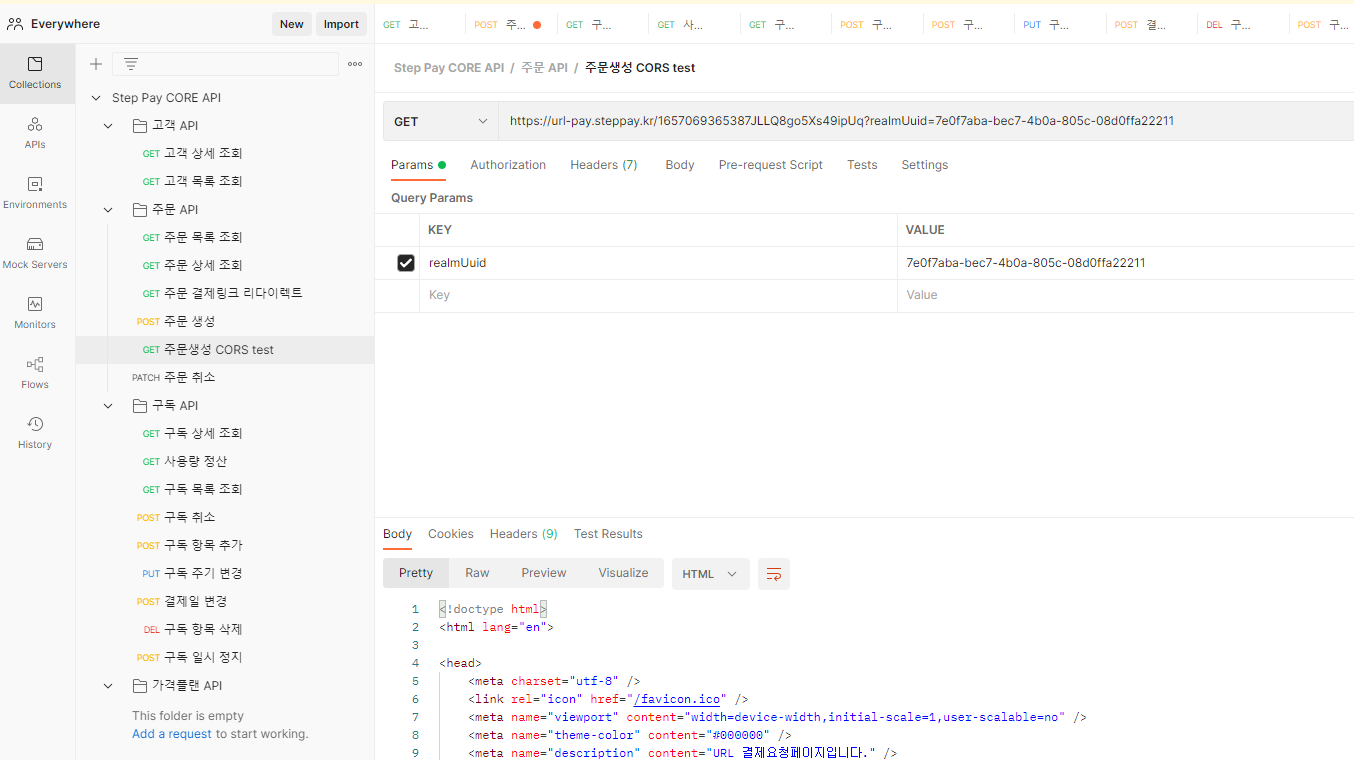 Everywhere
New
Import
GET 고...
POST 주...
GET 구...
GET 사...
GET 구...
POST 구...
POST 구...
PUT 구...
POST 결...
DEL 구...
POST 구...
Collections
APIs
Environments
Mock Servers
Monitors
Flows
History
Step Pay CORE API
고객 API
GET 고객 상세 조회
GET 고객 목록 조회
주문 API
GET 주문 목록 조회
GET 주문 상세 조회
GET 주문 결제링크 리다이렉트
POST 주문 생성
GET 주문생성 CORS test
PATCH 주문 취소
구독 API
GET 구독 상세 조회
GET 사용량 정산
GET 구독 목록 조회
POST 구독 취소
POST 구독 항목 추가
PUT 구독 주기 변경
POST 결제일 변경
DEL 구독 항목 삭제
POST 구독 일시 정지
가격플랜 API
This folder is empty
Add a request to start working.
Step Pay CORE API / 주문 API / 주문생성 CORS test
GET
https://url-pay.steppay.kr/1657069365387JLLQ8go5Xs49ipUq?realmUuid=7e0f7aba-bec7-4b0a-805c-08d0ffa22211
Params
Authorization
Headers (7)
Body
Pre-request Script
Tests
Settings
Query Params
KEY
VALUE
realmUuid
7e0f7aba-bec7-4b0a-805c-08d0ffa22211
Key
Value
Body
Cookies
Headers (9)
Test Results
Pretty
Raw
Preview
Visualize
HTML
1 <!doctype html>
2 <html lang="en">
3
4 <head>
5 <meta charset="utf-8" />
6 <link rel="icon" href="/favicon.ico" />
7 <meta name="viewport" content="width=device-width,initial-scale=1,user-scalable=no" />
8 <meta name="theme-color" content="#000000" />
9 <meta name="description" content="URL 결제요청페이지입니다." />